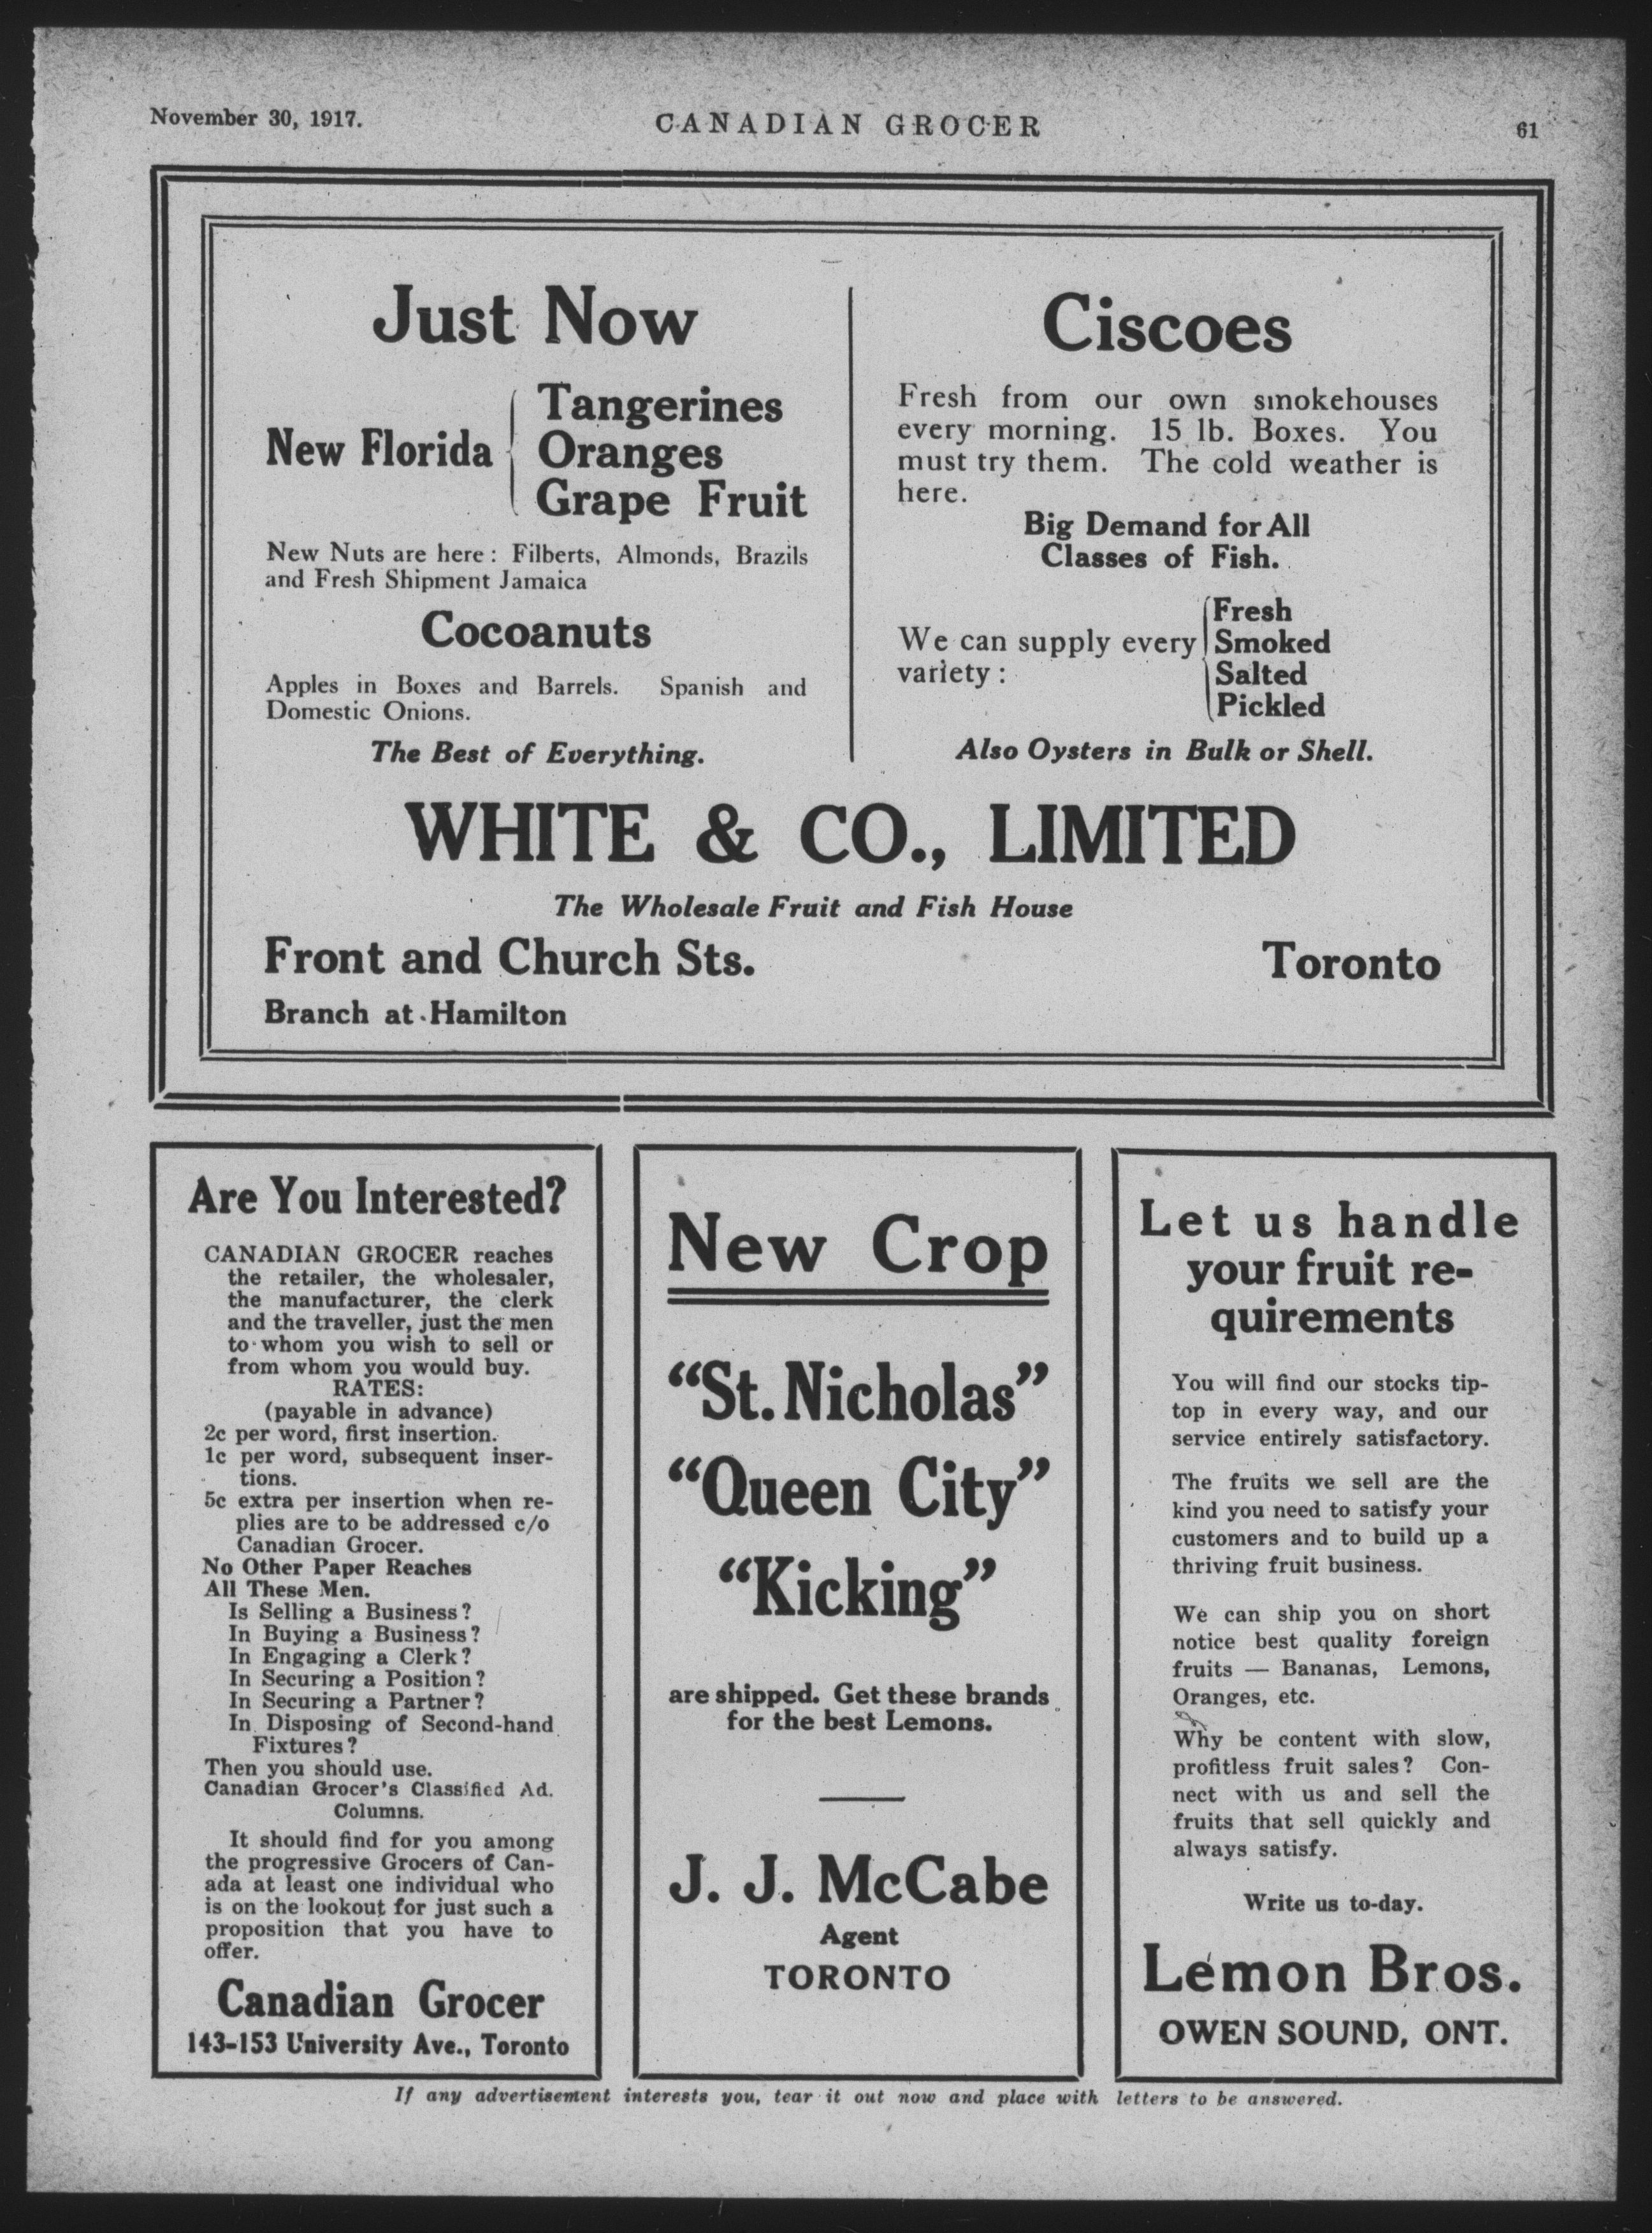 November 30, 1917.
CANADIAN GROCER
61
Just Now
New Florida
Tangerines
Oranges
Grape Fruit
New Nuts are here: Filberts, Almonds, Brazils
and Fresh Shipment Jamaica
Cocoanuts
Apples in Boxes and Barrels. Spanish and
Domestic Onions.
The Best of Everything.
Ciscoes
Fresh from our own smokehouses
every morning. 15 lb. Boxes. You
must try them. The cold weather is
here.
Big Demand for All
Classes of Fish.
We can supply every
variety:
Fresh
Smoked
Salted
Pickled
Also Oysters in Bulk or Shell.
WHITE & CO., LIMITED
The Wholesale Fruit and Fish House
Front and Church Sts. Toronto
Branch at Hamilton
Are You Interested?
CANADIAN GROCER reaches
the retailer, the wholesaler,
the manufacturer, the clerk
and the traveller, just the men
to whom you wish to sell or
from whom you would buy.
RATES:
(payable in advance)
2c per word, first insertion.
1c per word, subsequent inser-
tions.
5c extra per insertion when re-
plies are to be addressed c/o
Canadian Grocer.
No Other Paper Reaches
All These Men.
Is Selling a Business?
In Buying a Business?
In Engaging a Clerk?
In Securing a Position?
In Securing a Partner?
In Disposing of Second-hand
Fixtures?
Then you should use.
Canadian Grocer's Classified Ad.
Columns.
It should find for you among
the progressive Grocers of Can-
ada at least one individual who
is on the lookout for just such a
proposition that you have to
offer.
Canadian Grocer
143-153 University Ave., Toronto
New Crop
"St. Nicholas"
"Queen City"
"Kicking"
are shipped. Get these brands
for the best Lemons.
J. J. McCabe
Agent
TORONTO
Let us handle
your fruit re-
quirements
You will find our stocks tip-
top in every way, and our
service entirely satisfactory.
The fruits we sell are the
kind you need to satisfy your
customers and to build up a
thriving fruit business.
We can ship you on short
notice best quality foreign
fruits — Bananas, Lemons,
Oranges, etc.
Why be content with slow,
profitless fruit sales? Con-
nect with us and sell the
fruits that sell quickly and
always satisfy.
Write us to-day.
Lemon Bros.
OWEN SOUND, ONT.
If any advertisement interests you, tear it out now and place with letters to be answered.